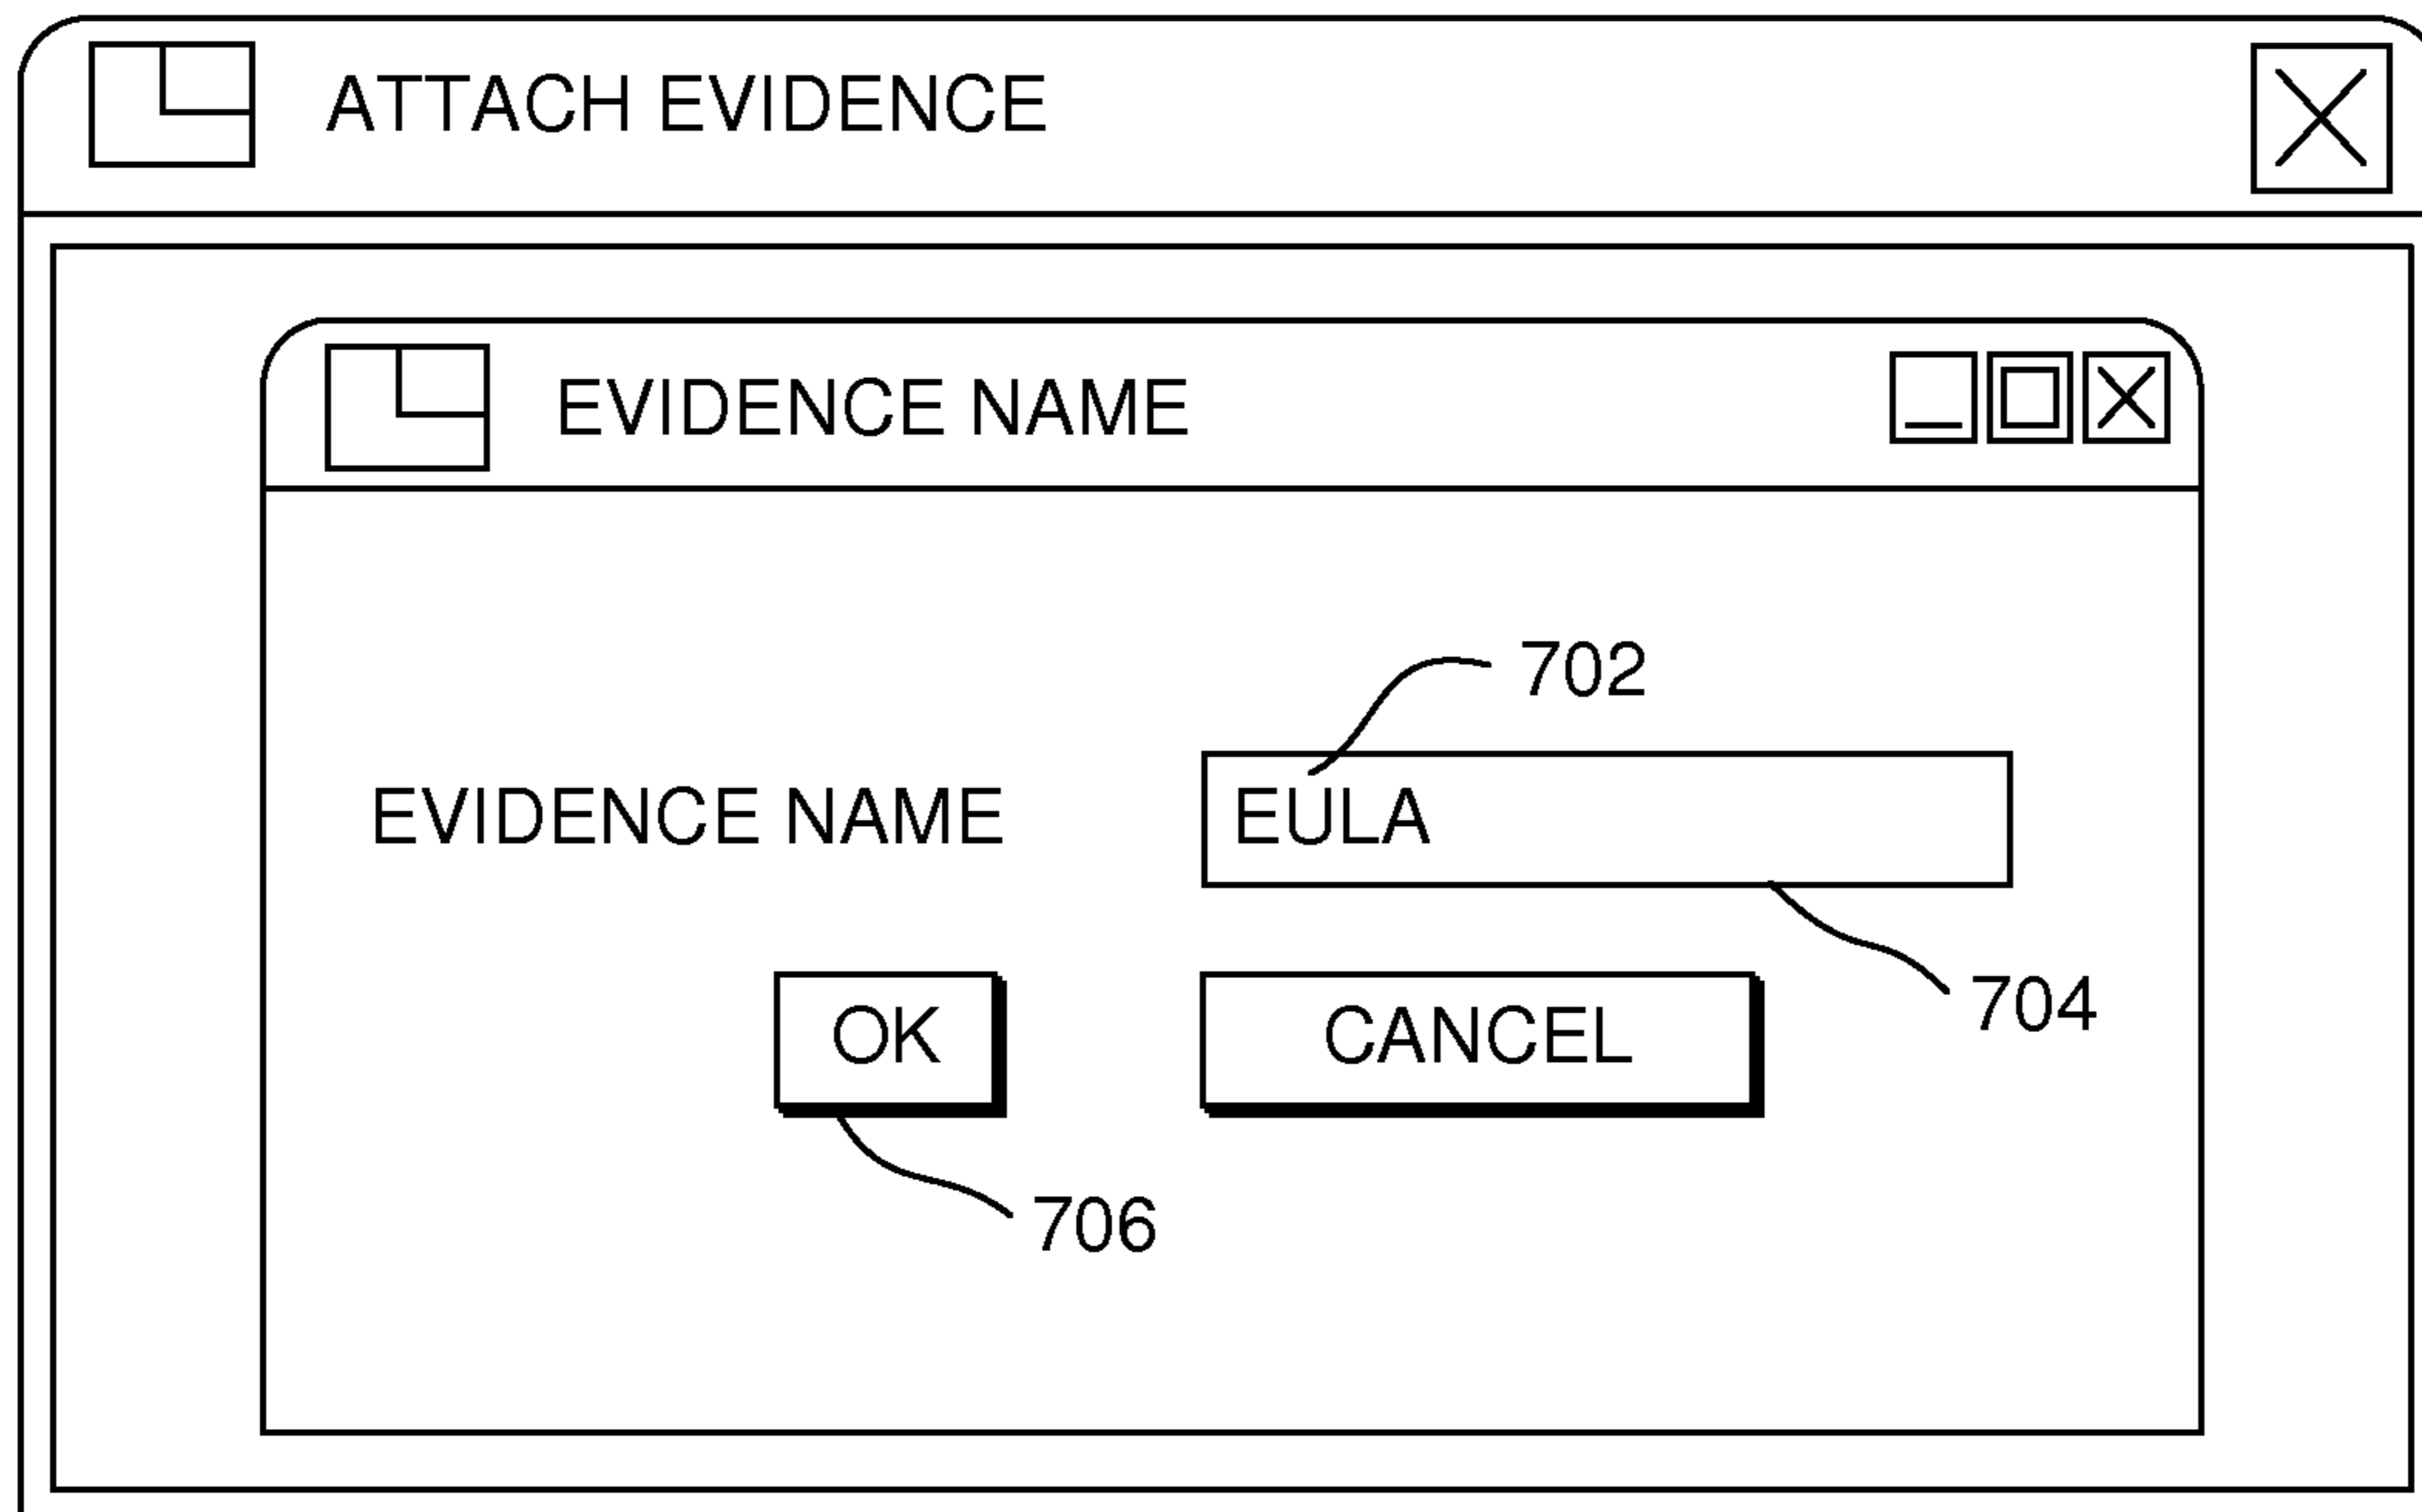 ATTACH EVIDENCE
EVIDENCE NAME
702
EVIDENCE NAME EULA
704
OK CANCEL
706